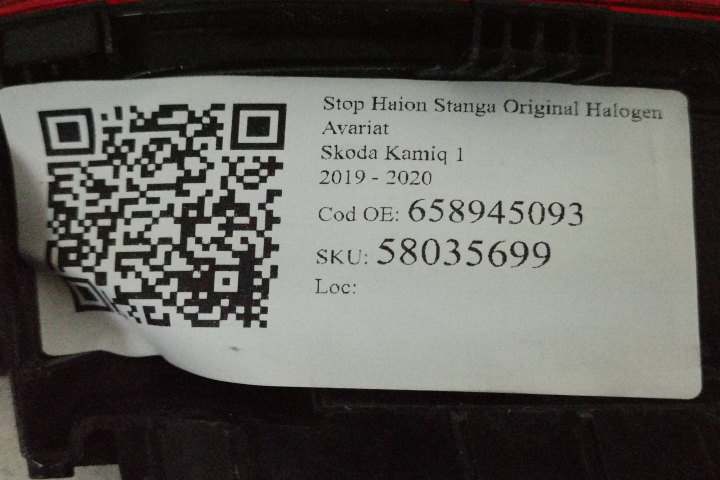 Stop Haion Stanga Original Halogen
Avariat
Skoda Kamiq 1
2019 - 2020
Cod OE: 658945093
SKU: 58035699
Loc: